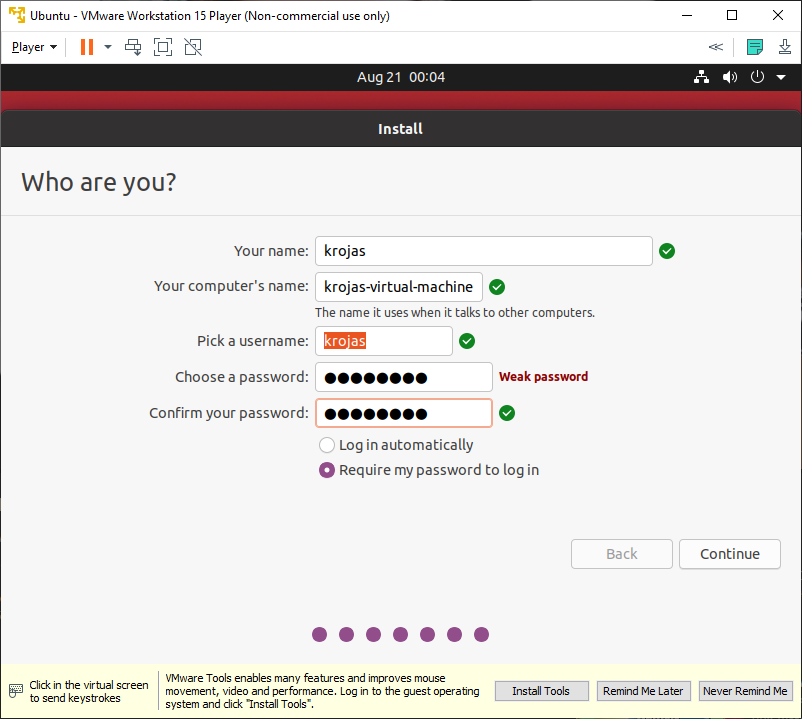 Ubuntu - VMware Workstation 15 Player (Non-commercial use only)
Player
Aug 21 00:04
Install
Who are you?
Your name: krojas
Your computer's name: krojas-virtual-machine
The name it uses when it talks to other computers.
Pick a username: krojas
Choose a password: ●●●●●●●● Weak password
Confirm your password: ●●●●●●●●
Log in automatically
Require my password to log in
Back Continue
Click in the virtual screen
to send keystrokes
VMware Tools enables many features and improves mouse
movement, video and performance. Log in to the guest operating
system and click "Install Tools".
Install Tools Remind Me Later Never Remind Me